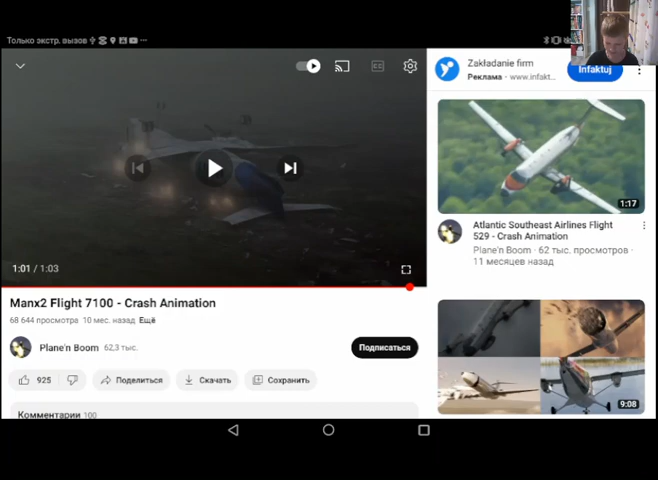 Только экстр. вызов
Zakładanie firm
Реклама · www.infakt...
Infaktuj
CC
1:01 / 1:03
1:17
Manx2 Flight 7100 - Crash Animation
68 644 просмотра 10 мес. назад Ещё
Plane'n Boom 62,3 тыс.
Подписаться
925
Поделиться
Скачать
Сохранить
Комментарии 100
Atlantic Southeast Airlines Flight
529 - Crash Animation
Plane'n Boom · 62 тыс. просмотров ·
11 месяцев назад
9:08